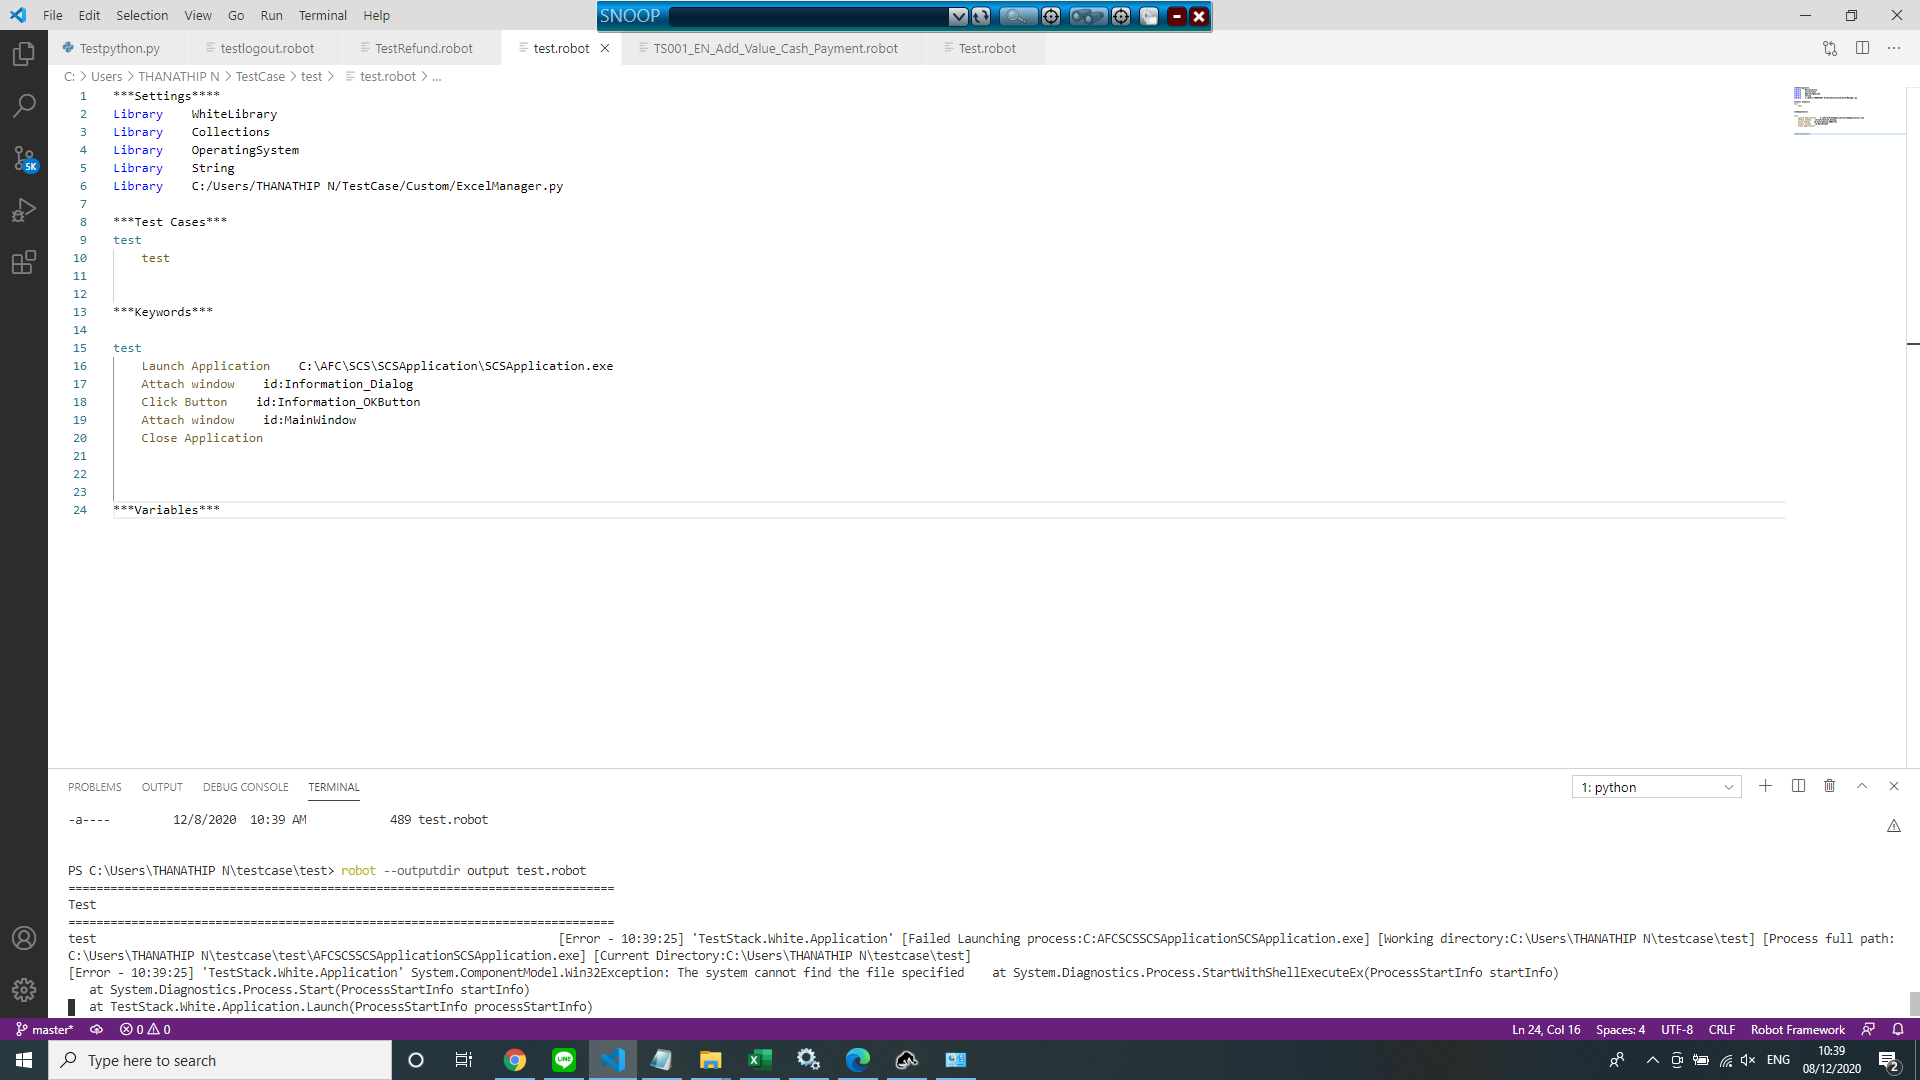 File Edit Selection View Go Run Terminal Help
SNOOP
Testpython.py testlogout.robot TestRefund.robot test.robot TS001_EN_Add_Value_Cash_Payment.robot Test.robot
C: > Users > THANATHIP N > TestCase > test > test.robot > ...
1 ***Settings****
2 Library    WhiteLibrary
3 Library    Collections
4 Library    OperatingSystem
5 Library    String
6 Library    C:/Users/THANATHIP N/TestCase/Custom/ExcelManager.py
7
8 ***Test Cases***
9 test
10     test
11
12
13 ***Keywords***
14
15 test
16     Launch Application    C:\AFC\SCS\SCSApplication\SCSApplication.exe
17     Attach window    id:Information_Dialog
18     Click Button    id:Information_OKButton
19     Attach window    id:MainWindow
20     Close Application
21
22
23
24 ***Variables***
5K
PROBLEMS OUTPUT DEBUG CONSOLE TERMINAL 1: python
-a---- 12/8/2020 10:39 AM 489 test.robot
PS C:\Users\THANATHIP N\testcase\test> robot --outputdir output test.robot
==============================================================================
Test
==============================================================================
test [Error - 10:39:25] 'TestStack.White.Application' [Failed Launching process:C:AFCSCSSCSApplicationSCSApplication.exe] [Working directory:C:\Users\THANATHIP N\testcase\test] [Process full path:
C:\Users\THANATHIP N\testcase\test\AFCSCSSCSApplicationSCSApplication.exe] [Current Directory:C:\Users\THANATHIP N\testcase\test]
[Error - 10:39:25] 'TestStack.White.Application' System.ComponentModel.Win32Exception: The system cannot find the file specified    at System.Diagnostics.Process.StartWithShellExecuteEx(ProcessStartInfo startInfo)
   at System.Diagnostics.Process.Start(ProcessStartInfo startInfo)
   at TestStack.White.Application.Launch(ProcessStartInfo processStartInfo)
master* 0 0 Ln 24, Col 16 Spaces: 4 UTF-8 CRLF Robot Framework
Type here to search
LINE
ENG
10:39
08/12/2020
2